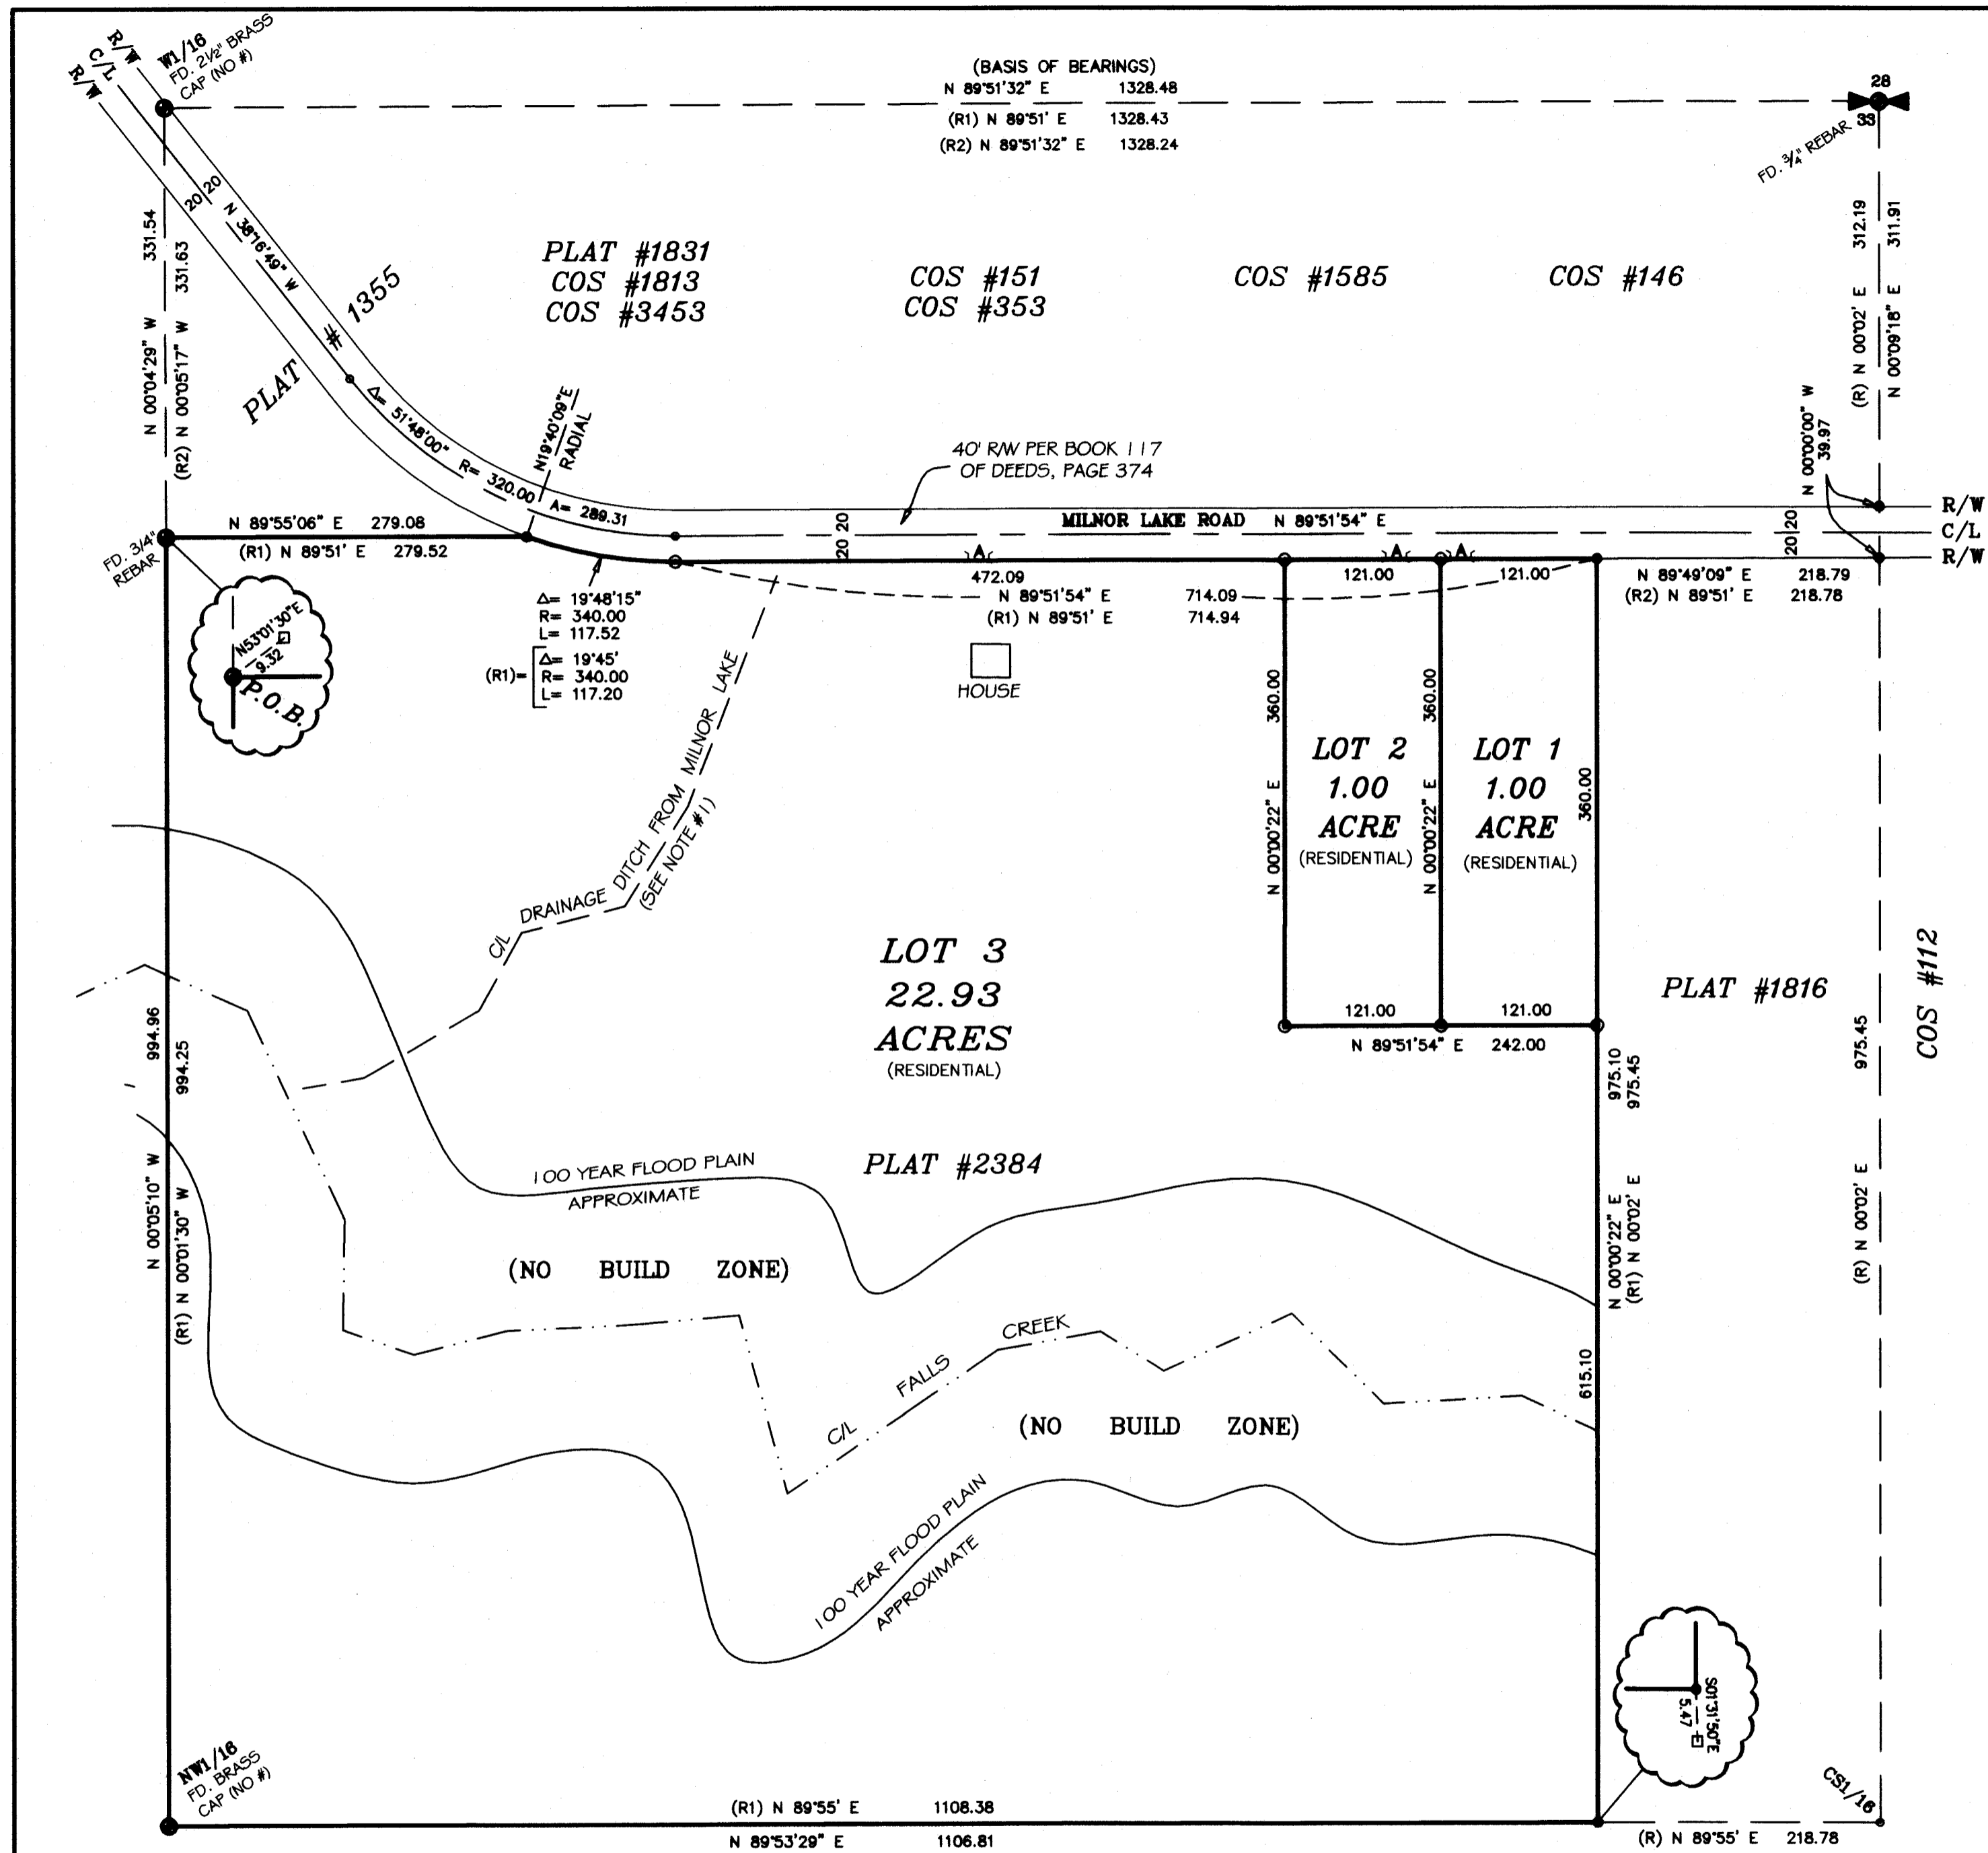 R/W
C/L
R/W
W1/16
FD. 2½" BRASS
CAP (NO #)
(BASIS OF BEARINGS)
N 89°51'32" E 1328.48
(R1) N 89°51' E 1328.43
(R2) N 89°51'32" E 1328.24
28
33
FD. 3/4" REBAR
20 20
N 38°16'49" W
N 00°04'29" W 331.54
(R2) N 00°05'17" W 331.63
PLAT # 1355
PLAT #1831
COS #1813
COS #3453
COS #151
COS #353
COS #1585
COS #146
(R) N 00°02' E 312.19
N 00°09'18" E 311.91
N 00°00'00" W
39.97
Δ= 51°48'00" R= 320.00 A= 289.31
N19°40'09"E
RADIAL
40' R/W PER BOOK 117
OF DEEDS, PAGE 374
R/W
C/L
R/W
MILNOR LAKE ROAD N 89°51'54" E
20 20
20 20
N 89°55'06" E 279.08
(R1) N 89°51' E 279.52
FD. 3/4"
REBAR
A
A
A
472.09
121.00
121.00
N 89°51'54" E 714.09
(R1) N 89°51' E 714.94
N 89°49'09" E 218.79
(R2) N 89°51' E 218.78
Δ= 19°48'15"
R= 340.00
L= 117.52
(R1)=
Δ= 19°45'
R= 340.00
L= 117.20
N53°01'30"E
9.32
P.O.B.
HOUSE
C/L DRAINAGE DITCH FROM MILNOR LAKE
(SEE NOTE #1)
360.00
N 00°00'22" E
360.00
N 00°00'22" E
360.00
LOT 2
1.00
ACRE
(RESIDENTIAL)
LOT 1
1.00
ACRE
(RESIDENTIAL)
LOT 3
22.93
ACRES
(RESIDENTIAL)
121.00
121.00
N 89°51'54" E 242.00
PLAT #1816
COS #112
N 00°05'10" W 994.96
(R1) N 00°01'30" W 994.25
N 00°00'22" E 975.10
(R1) N 00°02' E 975.45
(R) N 00°02' E 975.45
615.10
100 YEAR FLOOD PLAIN
APPROXIMATE
PLAT #2384
(NO BUILD ZONE)
C/L FALLS CREEK
(NO BUILD ZONE)
100 YEAR FLOOD PLAIN
APPROXIMATE
S01°31'50"E
5.47
NW1/16
FD. BRASS
CAP (NO #)
CS1/16
(R1) N 89°55' E 1108.38
N 89°53'29" E 1106.81
(R) N 89°55' E 218.78